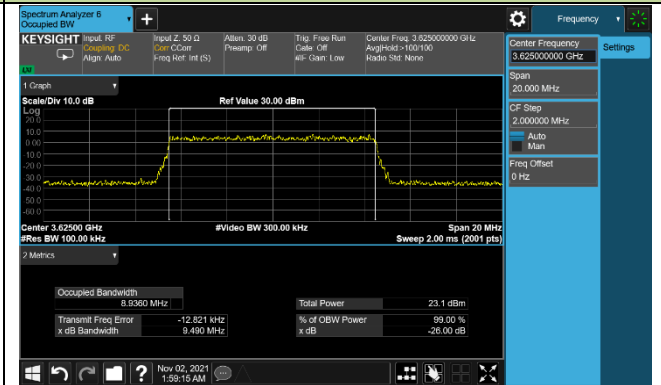 Spectrum Analyzer 6
Occupied BW
Frequency
KEYSIGHT
Input: RF
Coupling: DC
Align: Auto
Input Z: 50 Ω
Corr CCorr
Freq Ref: Int (S)
Atten: 30 dB
Preamp: Off
Trig: Free Run
Gate: Off
#IF Gain: Low
Center Freq: 3.625000000 GHz
Avg|Hold:>100/100
Radio Std: None
Center Frequency
3.625000000 GHz
Settings
Span
20.000 MHz
CF Step
2.000000 MHz
Auto
Man
Freq Offset
0 Hz
1 Graph
Scale/Div 10.0 dB
Ref Value 30.00 dBm
Log
20.0
10.0
0.00
-10.0
-20.0
-30.0
-40.0
-50.0
-60.0
Center 3.62500 GHz
#Video BW 300.00 kHz
Span 20 MHz
#Res BW 100.00 kHz
Sweep 2.00 ms (2001 pts)
2 Metrics
Occupied Bandwidth
8.9360 MHz
Total Power
23.1 dBm
Transmit Freq Error
-12.821 kHz
% of OBW Power
99.00 %
x dB Bandwidth
9.490 MHz
x dB
-26.00 dB
Nov 02, 2021
1:59:15 AM